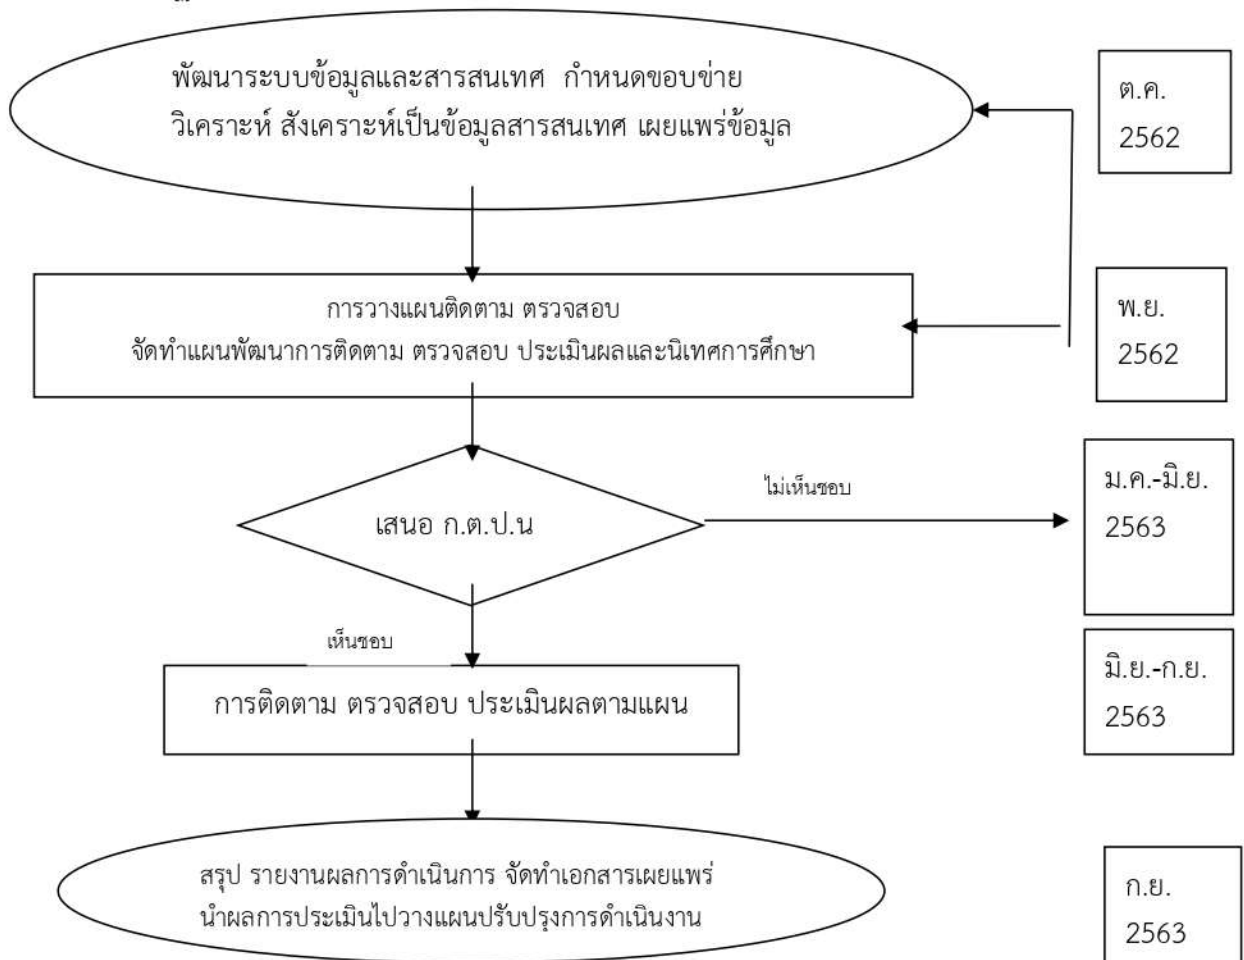 พัฒนาระบบข้อมูลและสารสนเทศ กำหนดขอบข่าย
วิเคราะห์ สังเคราะห์เป็นข้อมูลสารสนเทศ เผยแพร่ข้อมูล
ต.ค.
2562
การวางแผนติดตาม ตรวจสอบ
จัดทำแผนพัฒนาการติดตาม ตรวจสอบ ประเมินผลและนิเทศการศึกษา
พ.ย.
2562
เสนอ ก.ต.ป.น
ไม่เห็นชอบ
ม.ค.-มิ.ย.
2563
เห็นชอบ
การติดตาม ตรวจสอบ ประเมินผลตามแผน
มิ.ย.-ก.ย.
2563
สรุป รายงานผลการดำเนินการ จัดทำเอกสารเผยแพร่
นำผลการประเมินไปวางแผนปรับปรุงการดำเนินงาน
ก.ย.
2563